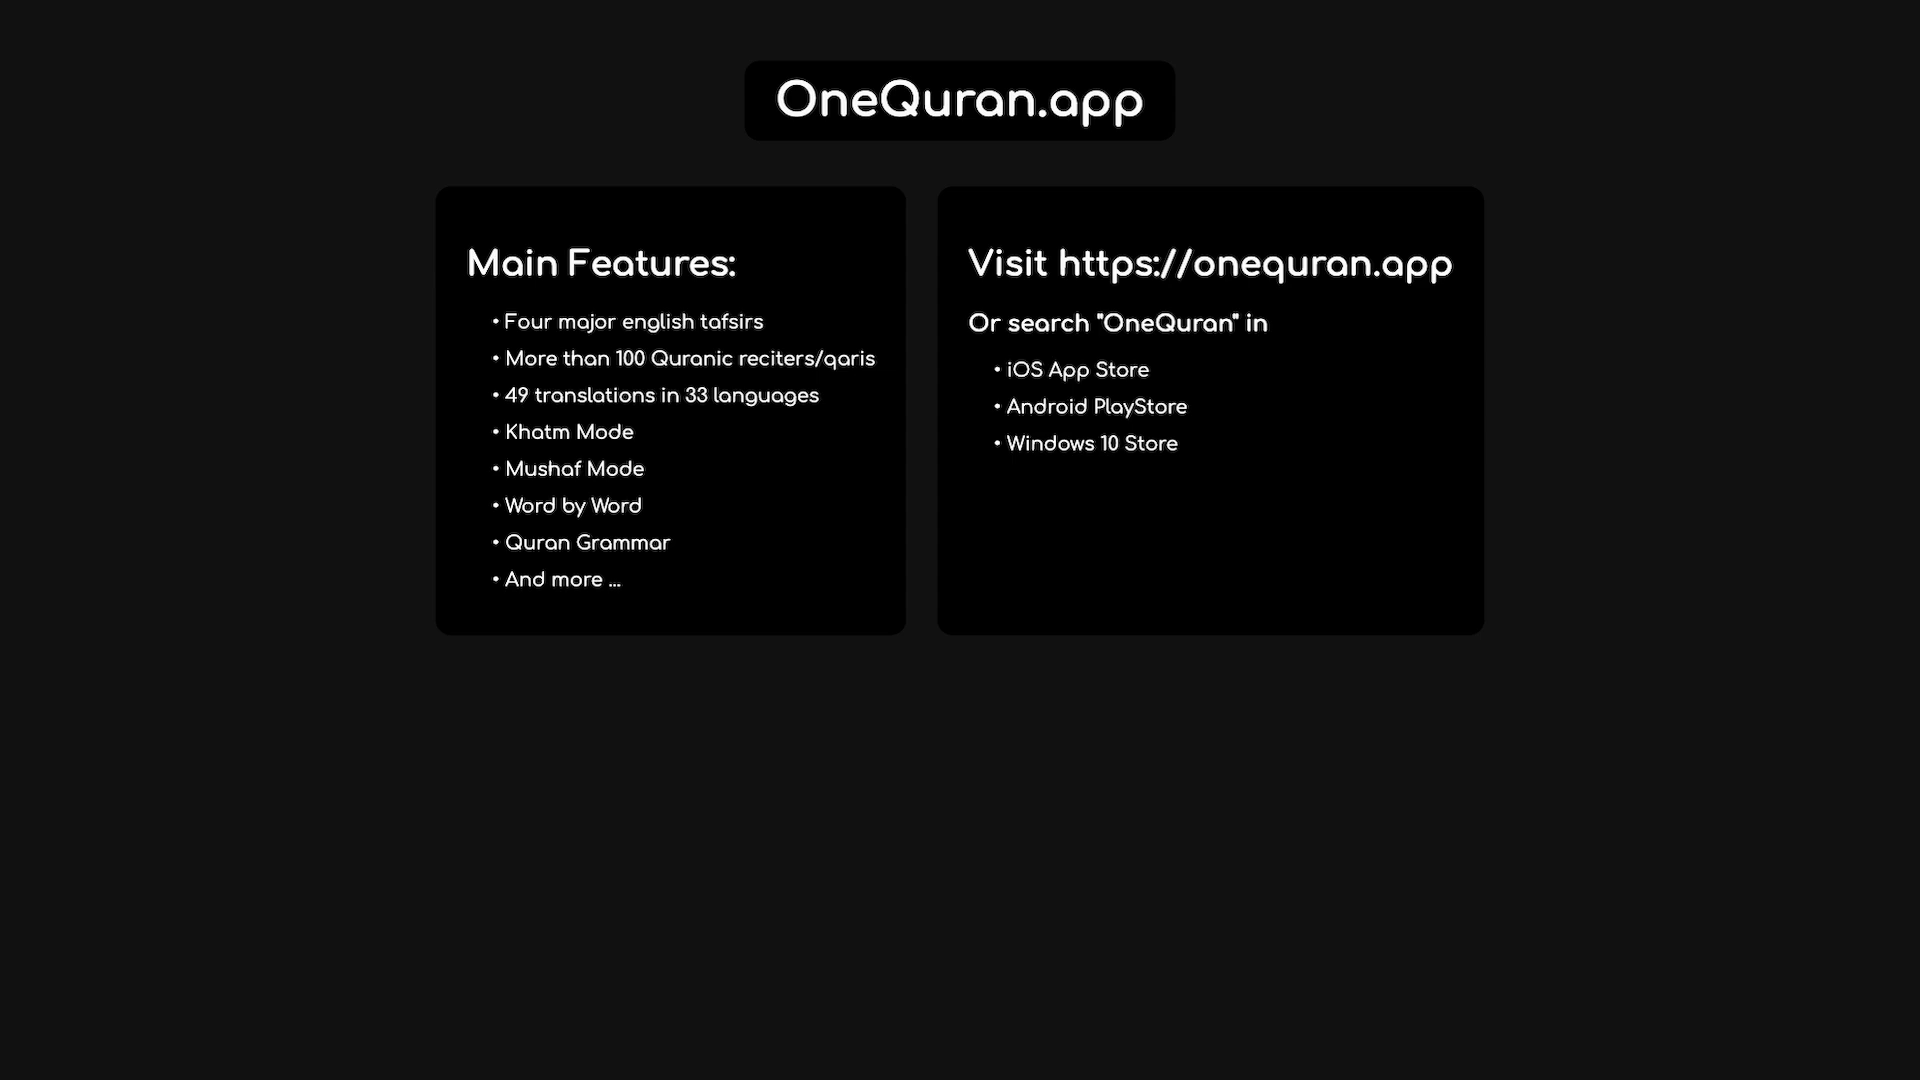 OneQuran.app
Main Features:
• Four major english tafsirs
• More than 100 Quranic reciters/qaris
• 49 translations in 33 languages
• Khatm Mode
• Mushaf Mode
• Word by Word
• Quran Grammar
• And more ...
Visit https://onequran.app
Or search "OneQuran" in
• iOS App Store
• Android PlayStore
• Windows 10 Store